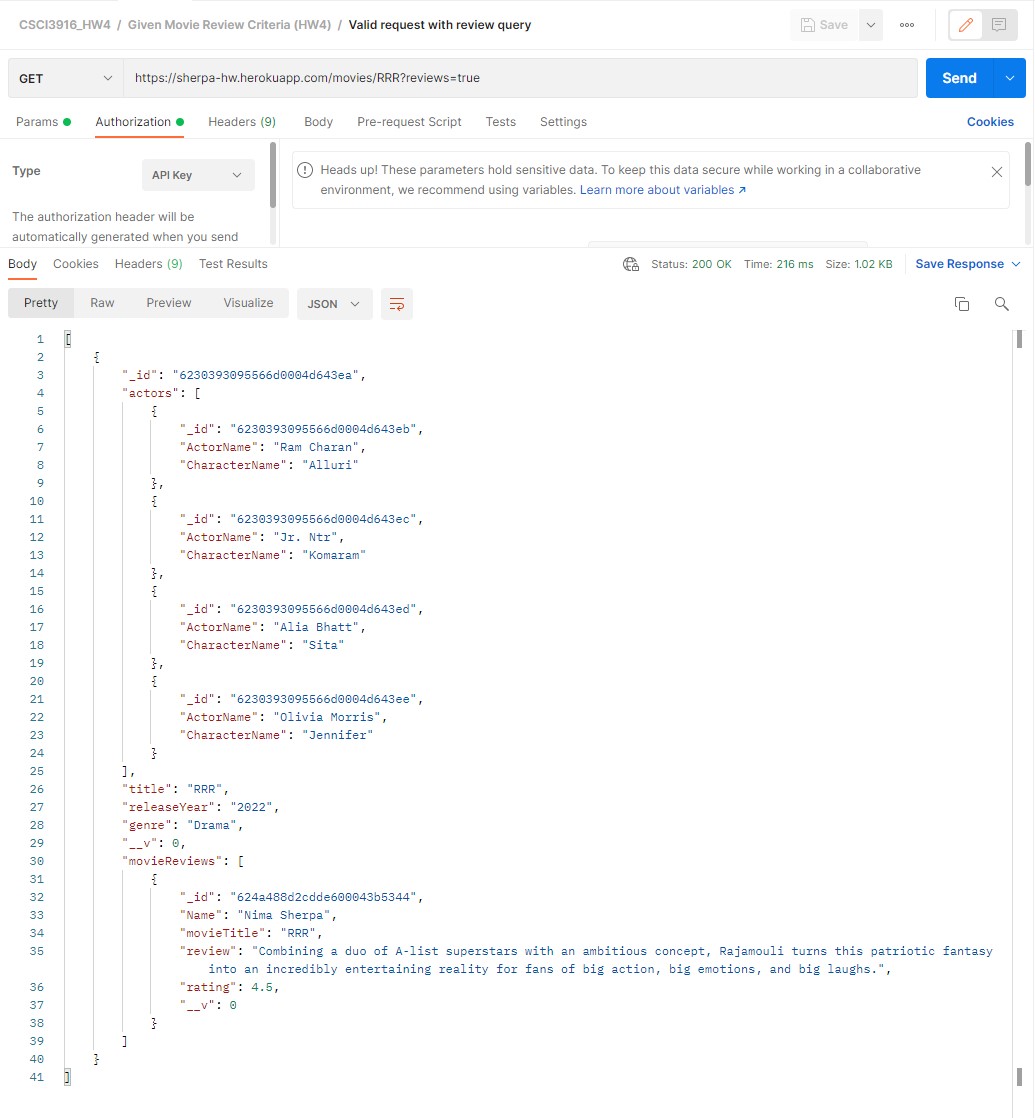 CSCI3916_HW4 / Given Movie Review Criteria (HW4) / Valid request with review query
Save
GET
https://sherpa-hw.herokuapp.com/movies/RRR?reviews=true
Send
Params Authorization Headers (9) Body Pre-request Script Tests Settings Cookies
Type
API Key
The authorization header will be
automatically generated when you send
Heads up! These parameters hold sensitive data. To keep this data secure while working in a collaborative
environment, we recommend using variables. Learn more about variables ↗
Body Cookies Headers (9) Test Results Status: 200 OK Time: 216 ms Size: 1.02 KB Save Response
Pretty Raw Preview Visualize JSON
1 [
2 {
3 "_id": "6230393095566d0004d643ea",
4 "actors": [
5 {
6 "_id": "6230393095566d0004d643eb",
7 "ActorName": "Ram Charan",
8 "CharacterName": "Alluri"
9 },
10 {
11 "_id": "6230393095566d0004d643ec",
12 "ActorName": "Jr. Ntr",
13 "CharacterName": "Komaram"
14 },
15 {
16 "_id": "6230393095566d0004d643ed",
17 "ActorName": "Alia Bhatt",
18 "CharacterName": "Sita"
19 },
20 {
21 "_id": "6230393095566d0004d643ee",
22 "ActorName": "Olivia Morris",
23 "CharacterName": "Jennifer"
24 }
25 ],
26 "title": "RRR",
27 "releaseYear": "2022",
28 "genre": "Drama",
29 "__v": 0,
30 "movieReviews": [
31 {
32 "_id": "624a488d2cdde600043b5344",
33 "Name": "Nima Sherpa",
34 "movieTitle": "RRR",
35 "review": "Combining a duo of A-list superstars with an ambitious concept, Rajamouli turns this patriotic fantasy
into an incredibly entertaining reality for fans of big action, big emotions, and big laughs.",
36 "rating": 4.5,
37 "__v": 0
38 }
39 ]
40 }
41 ]